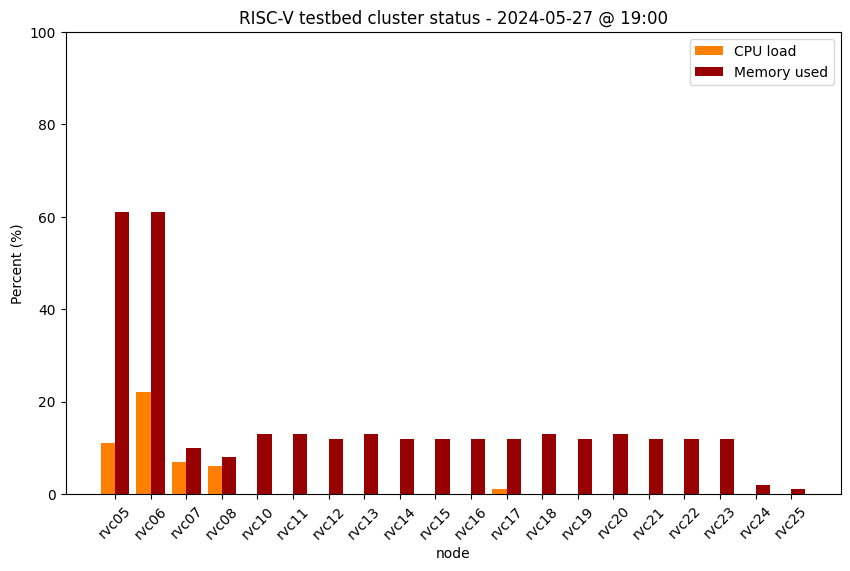 RISC-V testbed cluster status - 2024-05-27 @ 19:00
CPU load
Memory used
Percent (%)
100
80
60
40
20
0
rvc05
rvc06
rvc07
rvc08
rvc10
rvc11
rvc12
rvc13
rvc14
rvc15
rvc16
rvc17
rvc18
rvc19
rvc20
rvc21
rvc22
rvc23
rvc24
rvc25
node